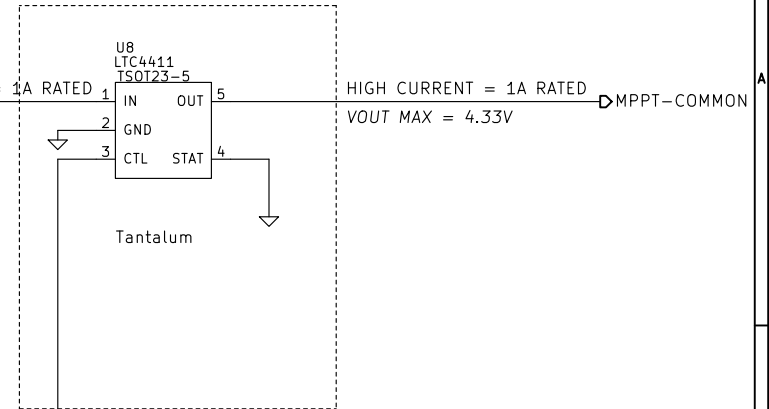 U8
LTC4411
TSOT23-5
= 1A RATED 1 IN OUT 5 HIGH CURRENT = 1A RATED MPPT-COMMON
A
VOUT MAX = 4.33V
2 GND
3 CTL STAT 4
Tantalum